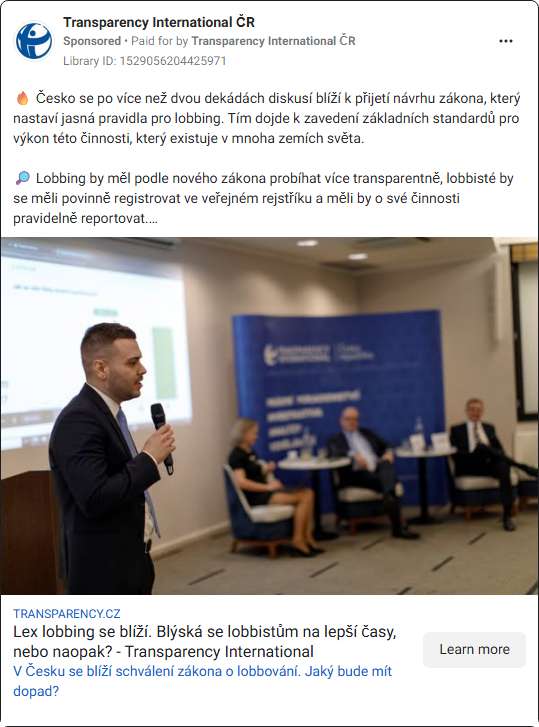 Transparency International ČR
Sponsored • Paid for by Transparency International ČR
Library ID: 1529056204425971
🔥 Česko se po více než dvou dekádách diskusí blíží k přijetí návrhu zákona, který
nastaví jasná pravidla pro lobbing. Tím dojde k zavedení základních standardů pro
výkon této činnosti, který existuje v mnoha zemích světa.
🔎 Lobbing by měl podle nového zákona probíhat více transparentně, lobbisté by
se měli povinně registrovat ve veřejném rejstříku a měli by o své činnosti
pravidelně reportovat....
TRANSPARENCY
INTERNATIONAL
TRANSPARENCY.CZ
Lex lobbing se blíží. Blýská se lobbistům na lepší časy,
nebo naopak? - Transparency International
V Česku se blíží schválení zákona o lobbování. Jaký bude mít
dopad?
Learn more